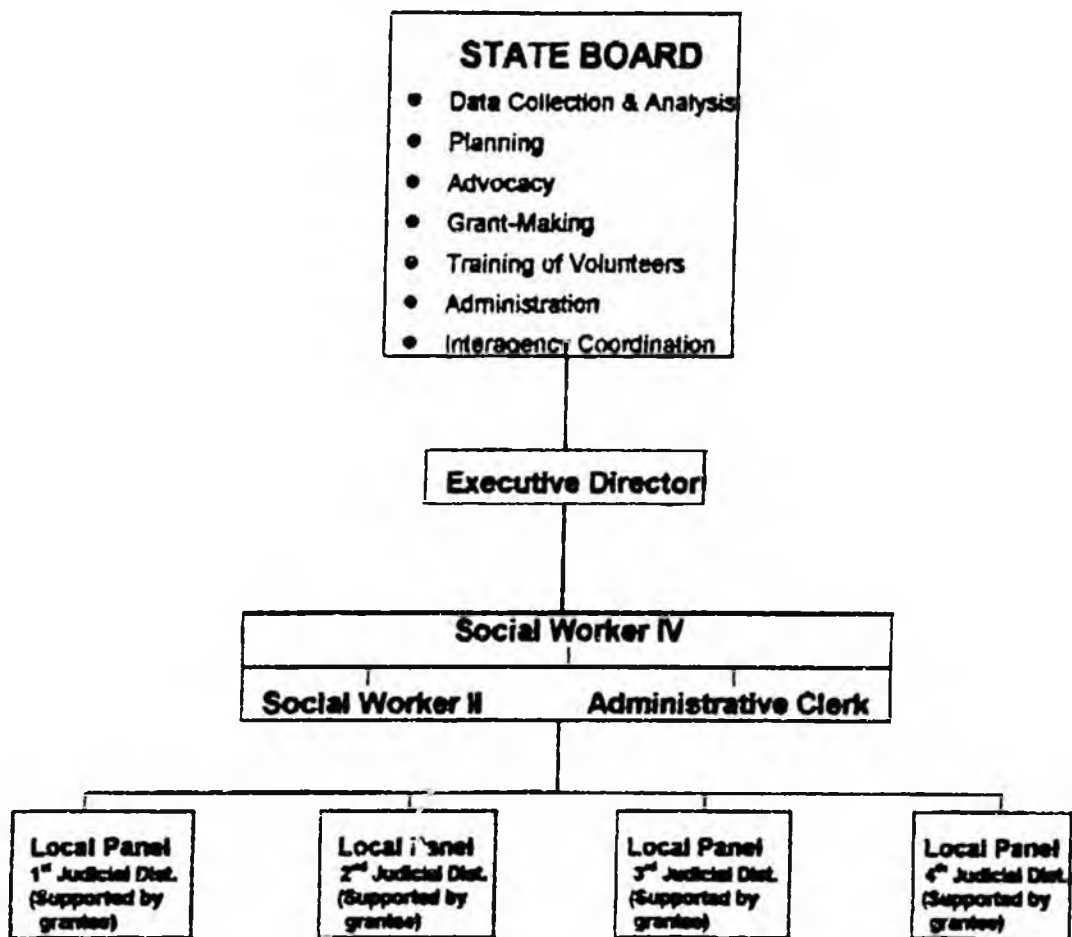 STATE BOARD
• Data Collection & Analysis
• Planning
• Advocacy
• Grant-Making
• Training of Volunteers
• Administration
• Interagency Coordination
Executive Director
Social Worker IV
Social Worker II Administrative Clerk
Local Panel
1st Judicial Dist.
(Supported by
grantee)
Local Panel
2nd Judicial Dist.
(Supported by
grantee)
Local Panel
3rd Judicial Dist.
(Supported by
grantee)
Local Panel
4th Judicial Dist.
(Supported by
grantee)